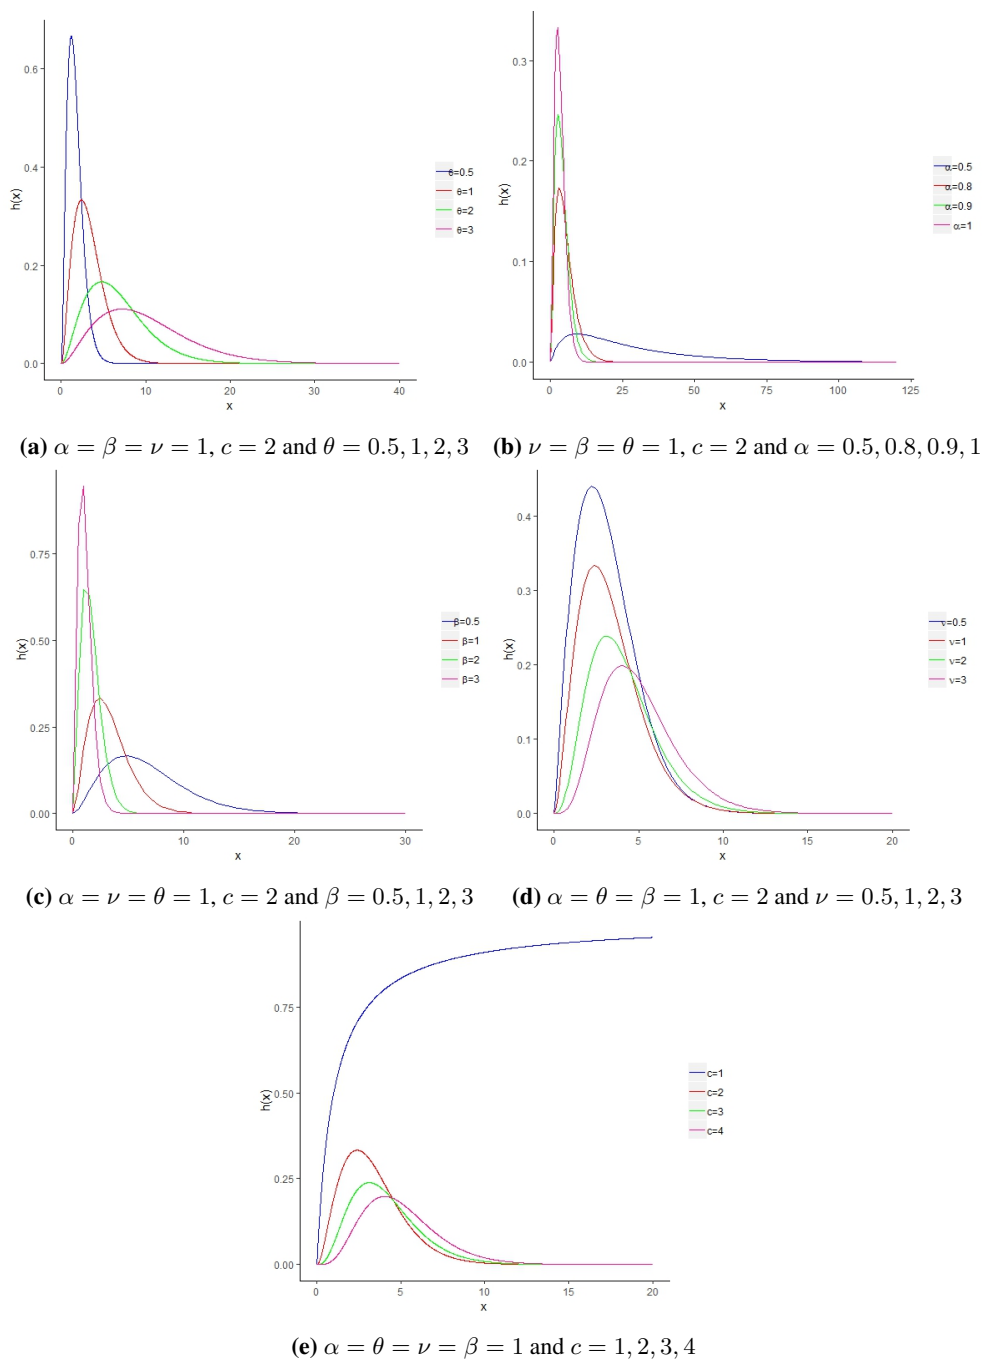 0.6
0.4
0.2
0.0
h(x)
0
10
20
30
40
x
θ=0.5
θ=1
θ=2
θ=3
0.3
0.2
0.1
0.0
h(x)
0
25
50
75
100
125
x
α=0.5
α=0.8
α=0.9
α=1
(a) α = β = ν = 1, c = 2 and θ = 0.5, 1, 2, 3
(b) ν = β = θ = 1, c = 2 and α = 0.5, 0.8, 0.9, 1
0.75
0.50
0.25
0.00
h(x)
0
10
20
30
x
β=0.5
β=1
β=2
β=3
0.4
0.3
0.2
0.1
0.0
h(x)
0
5
10
15
20
x
ν=0.5
ν=1
ν=2
ν=3
(c) α = ν = θ = 1, c = 2 and β = 0.5, 1, 2, 3
(d) α = θ = β = 1, c = 2 and ν = 0.5, 1, 2, 3
0.75
0.50
0.25
0.00
h(x)
0
5
10
15
20
x
c=1
c=2
c=3
c=4
(e) α = θ = ν = β = 1 and c = 1, 2, 3, 4